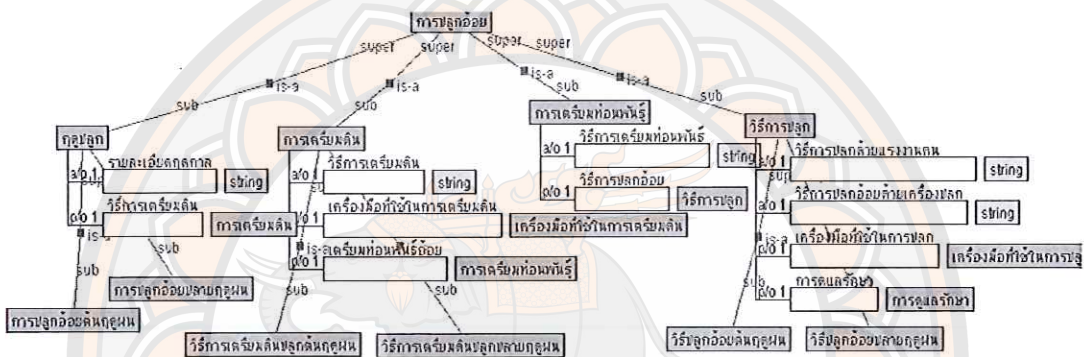 การปลูกอ้อย
super super super super
is-a is-a is-a is-a
sub sub sub sub
ฤดูปลูก การเตรียมดิน การเตรียมท่อนพันธุ์ วิธีการปลูก
a/o 1 รายละเอียดฤดูกาล string
p/o 1 วิธีการเตรียมดิน การเตรียมดิน
is-a sub sub
การปลูกอ้อยปลายฤดูฝน
การปลูกอ้อยต้นฤดูฝน
a/o 1 วิธีการเตรียมดิน string
p/o 1 เครื่องมือที่ใช้ในการเตรียมดิน เครื่องมือที่ใช้ในการเตรียมดิน
p/o 1 เตรียมท่อนพันธุ์อ้อย การเตรียมท่อนพันธุ์
is-a sub sub
วิธีการเตรียมดินปลูกต้นฤดูฝน วิธีการเตรียมดินปลูกปลายฤดูฝน
a/o 1 วิธีการเตรียมท่อนพันธุ์ string
p/o 1 วิธีการปลูกอ้อย วิธีการปลูก
a/o 1 วิธีการปลูกด้วยแรงงานคน string
a/o 1 วิธีการปลูกอ้อยด้วยเครื่องปลูก string
p/o 1 เครื่องมือที่ใช้ในการปลูก เครื่องมือที่ใช้ในการปลู
p/o 1 การดูแลรักษา การดูแลรักษา
is-a sub
วิธีปลูกอ้อยต้นฤดูฝน วิธีปลูกอ้อยปลายฤดูฝน